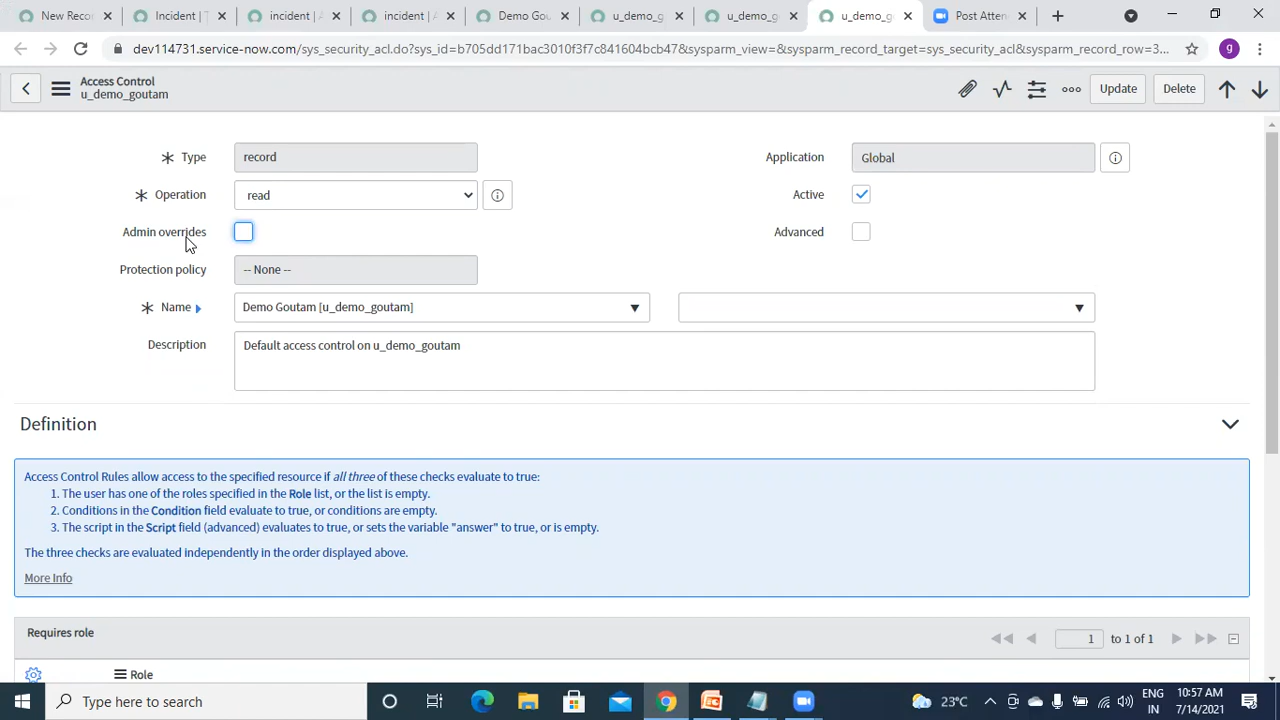 New Reco
Incident | T
incident | A
incident | A
Demo Gou
u_demo_g
u_demo_g
u_demo_g
Post Atten
dev114731.service-now.com/sys_security_acl.do?sys_id=b705dd171bac3010f3f7c841604bcb47&sysparm_view=&sysparm_record_target=sys_security_acl&sysparm_record_row=3...
g
Access Control
u_demo_goutam
Update
Delete
Type
record
Application
Global
Operation
read
Active
Admin overrides
Advanced
Protection policy
-- None --
Name
Demo Goutam [u_demo_goutam]
Description
Default access control on u_demo_goutam
Definition
Access Control Rules allow access to the specified resource if all three of these checks evaluate to true:
1. The user has one of the roles specified in the Role list, or the list is empty.
2. Conditions in the Condition field evaluate to true, or conditions are empty.
3. The script in the Script field (advanced) evaluates to true, or sets the variable "answer" to true, or is empty.
The three checks are evaluated independently in the order displayed above.
More Info
Requires role
1 to 1 of 1
Role
Type here to search
23°C
ENG
IN
10:57 AM
7/14/2021